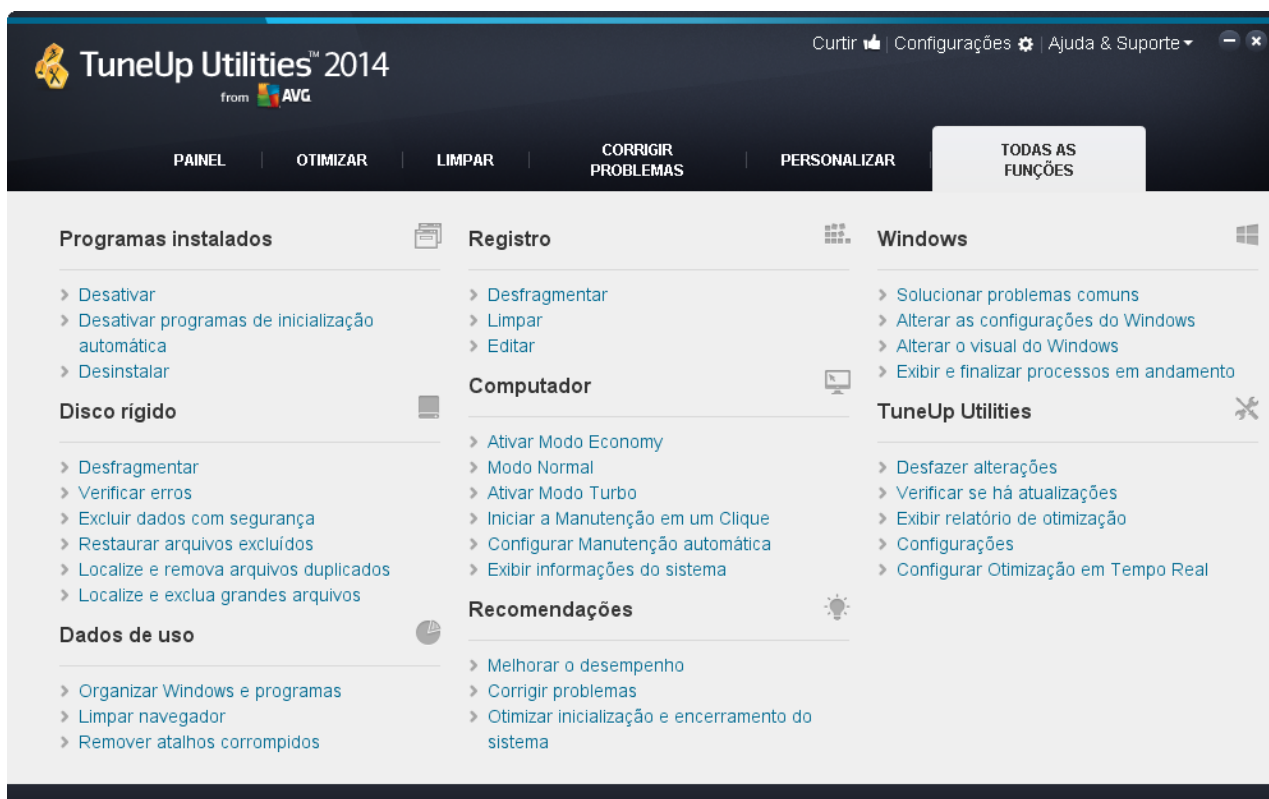 TuneUp Utilities™ 2014
from AVG
Curtir | Configurações | Ajuda & Suporte
PAINEL
OTIMIZAR
LIMPAR
CORRIGIR
PROBLEMAS
PERSONALIZAR
TODAS AS
FUNÇÕES
Programas instalados
Desativar
Desativar programas de inicialização
automática
Desinstalar
Disco rígido
Desfragmentar
Verificar erros
Excluir dados com segurança
Restaurar arquivos excluídos
Localize e remova arquivos duplicados
Localize e exclua grandes arquivos
Dados de uso
Organizar Windows e programas
Limpar navegador
Remover atalhos corrompidos
Registro
Desfragmentar
Limpar
Editar
Computador
Ativar Modo Economy
Modo Normal
Ativar Modo Turbo
Iniciar a Manutenção em um Clique
Configurar Manutenção automática
Exibir informações do sistema
Recomendações
Melhorar o desempenho
Corrigir problemas
Otimizar inicialização e encerramento do
sistema
Windows
Solucionar problemas comuns
Alterar as configurações do Windows
Alterar o visual do Windows
Exibir e finalizar processos em andamento
TuneUp Utilities
Desfazer alterações
Verificar se há atualizações
Exibir relatório de otimização
Configurações
Configurar Otimização em Tempo Real